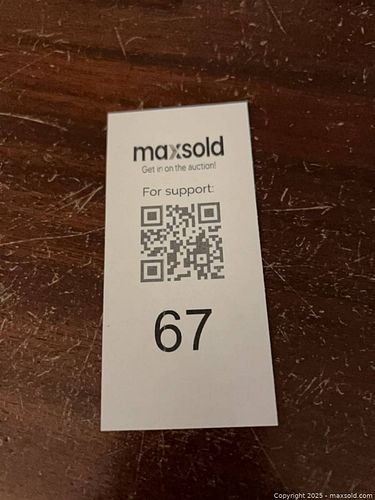 maxsold
Get in on the auction!
For support:
67
Copyright 2025 - maxsold.com